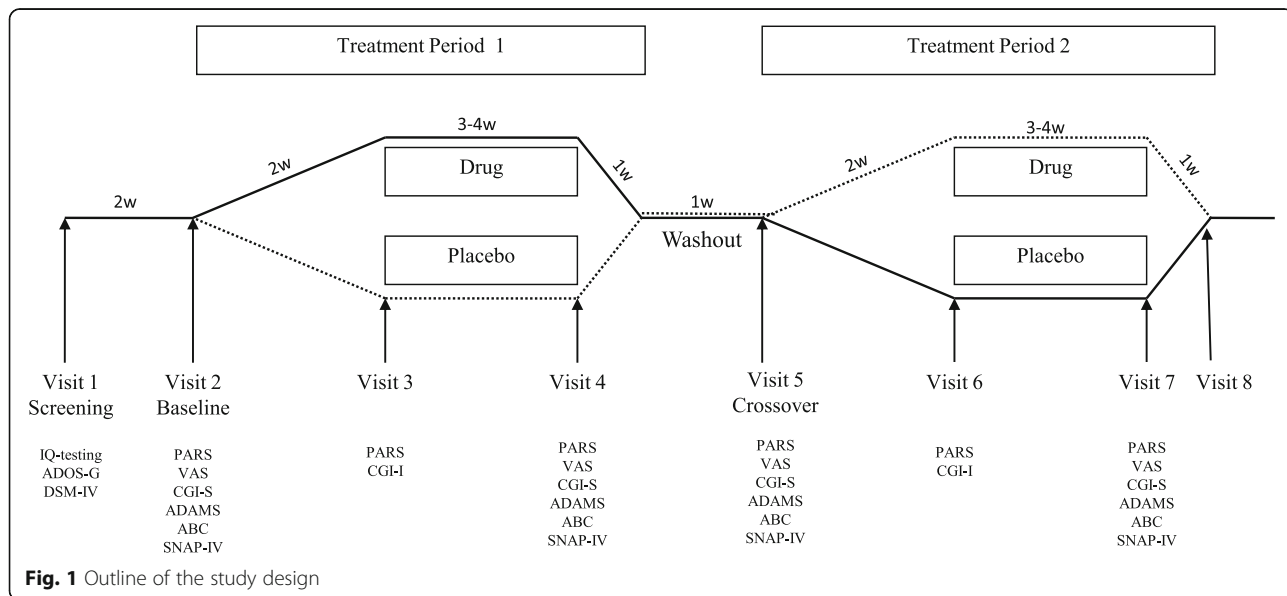 Treatment Period 1
Treatment Period 2
3-4w
3-4w
2w
Drug
1w
2w
Drug
1w
2w
1w
Washout
Placebo
Placebo
Visit 1
Screening
Visit 2
Baseline
Visit 3
Visit 4
Visit 5
Crossover
Visit 6
Visit 7
Visit 8
IQ-testing
ADOS-G
DSM-IV
PARS
VAS
CGI-S
ADAMS
ABC
SNAP-IV
PARS
CGI-I
PARS
VAS
CGI-S
ADAMS
ABC
SNAP-IV
PARS
VAS
CGI-S
ADAMS
ABC
SNAP-IV
PARS
CGI-I
PARS
VAS
CGI-S
ADAMS
ABC
SNAP-IV
Fig. 1 Outline of the study design